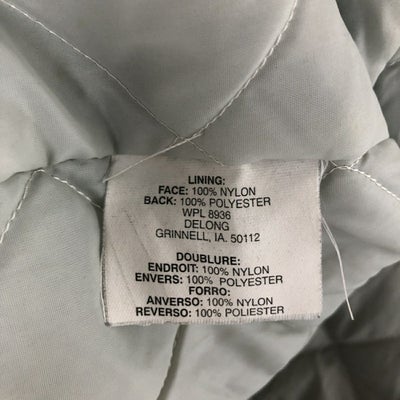 LINING:
FACE: 100% NYLON
BACK: 100% POLYESTER
WPL 8936
DELONG
GRINNELL, IA. 50112
DOUBLURE:
ENDROIT: 100% NYLON
ENVERS: 100% POLYESTER
FORRO:
ANVERSO: 100% NYLON
REVERSO: 100% POLIESTER